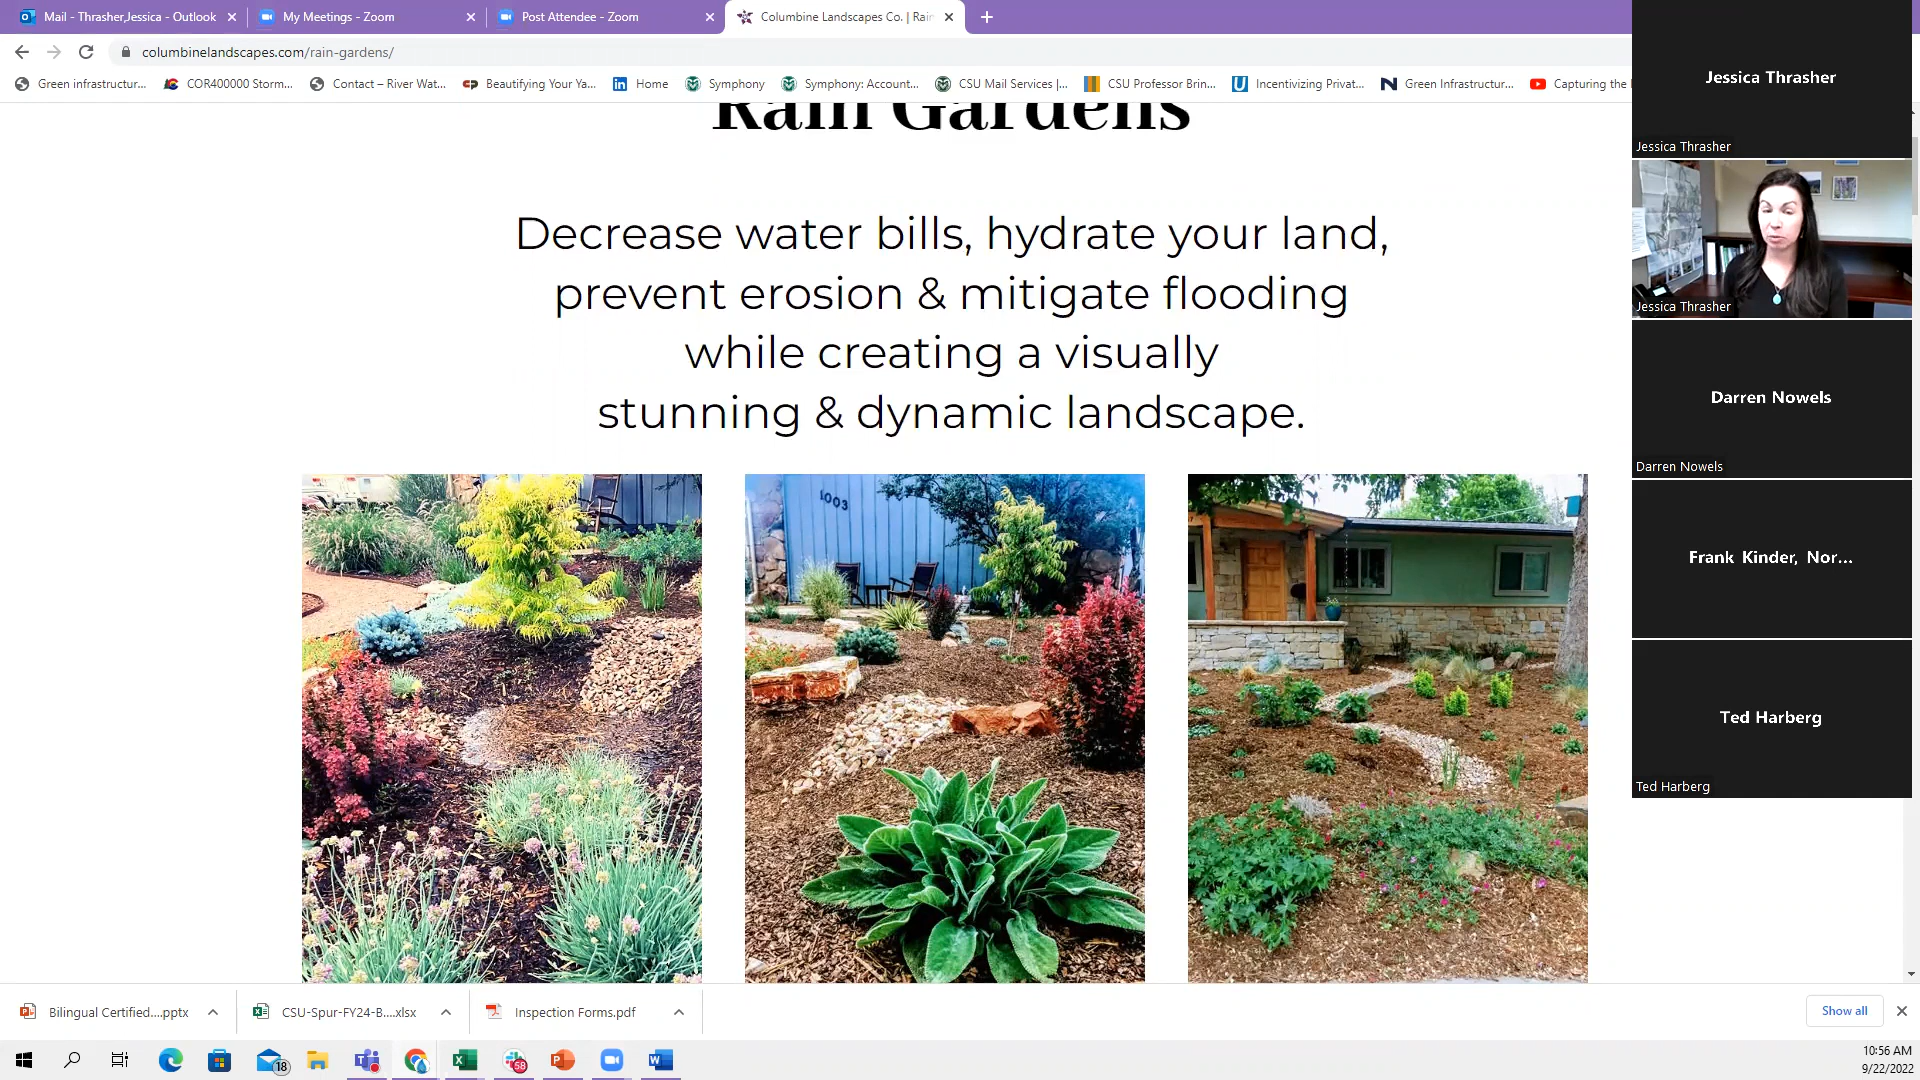 Mail - Thrasher,Jessica - Outlook
My Meetings - Zoom
Post Attendee - Zoom
Columbine Landscapes Co. | Rain
columbinelandscapes.com/rain-gardens/
Green infrastructur...
COR400000 Storm...
Contact – River Wat...
Beautifying Your Ya...
Home
Symphony
Symphony: Account...
CSU Mail Services |...
CSU Professor Brin...
Incentivizing Privat...
Green Infrastructur...
Capturing the
Rain Gardens
Decrease water bills, hydrate your land,
prevent erosion & mitigate flooding
while creating a visually
stunning & dynamic landscape.
1003
Jessica Thrasher
Jessica Thrasher
Jessica Thrasher
Darren Nowels
Darren Nowels
Frank Kinder, Nor...
Ted Harberg
Ted Harberg
Bilingual Certified....pptx
CSU-Spur-FY24-B....xlsx
Inspection Forms.pdf
Show all
18
58
10:56 AM
9/22/2022